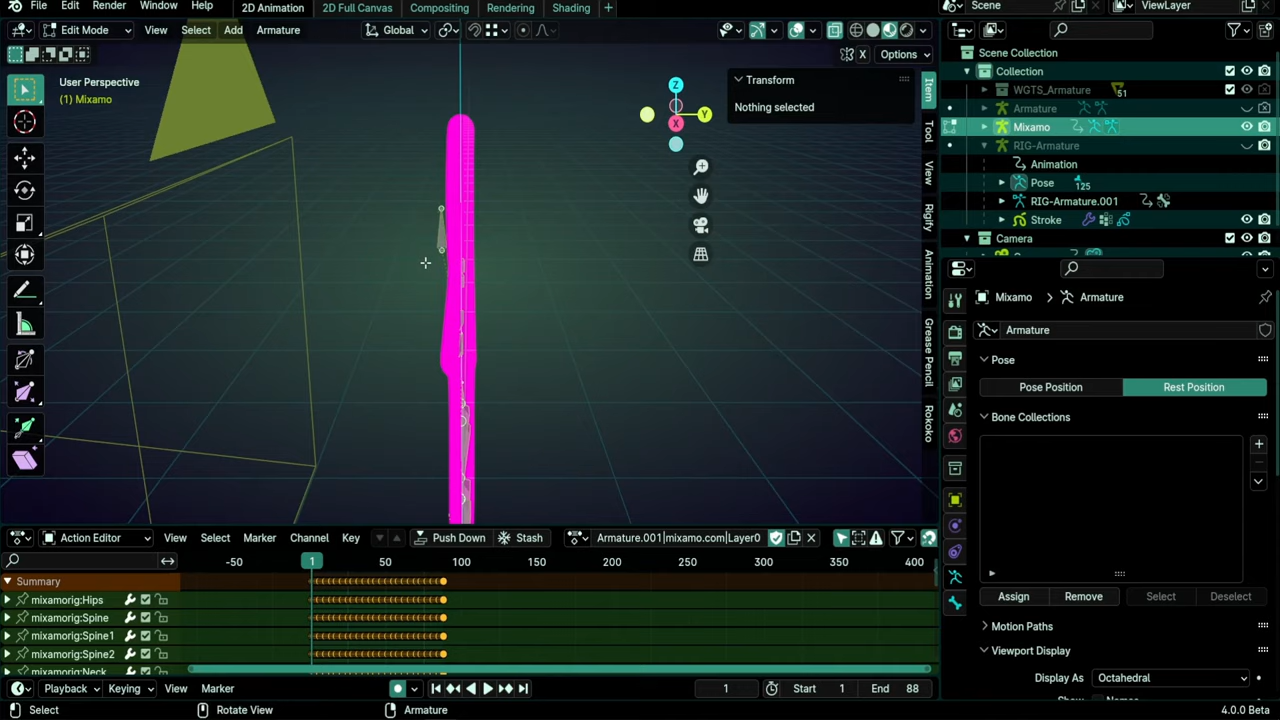 File Edit Render Window Help 2D Animation 2D Full Canvas Compositing Rendering Shading + Scene ViewLayer
Edit Mode View Select Add Armature Global
X Options
User Perspective
(1) Mixamo
Transform
Nothing selected
Z
Y
X
Item
Tool
View
Rigify
Animation
Grease Pencil
Rokoko
Scene Collection
Collection
WGTS_Armature 51
Armature
Mixamo
RIG-Armature
Animation
Pose 125
RIG-Armature.001
Stroke
Camera
Mixamo Armature
Armature
Pose
Pose Position Rest Position
Bone Collections
Assign Remove Select Deselect
Motion Paths
Viewport Display
Display As Octahedral
Action Editor View Select Marker Channel Key Push Down Stash Armature.001|mixamo.com|Layer0
-50 1 50 100 150 200 250 300 350 400
Summary
mixamorig:Hips
mixamorig:Spine
mixamorig:Spine1
mixamorig:Spine2
mixamorig:Neck
Playback Keying View Marker 1 Start 1 End 88
Select Rotate View Armature 4.0.0 Beta